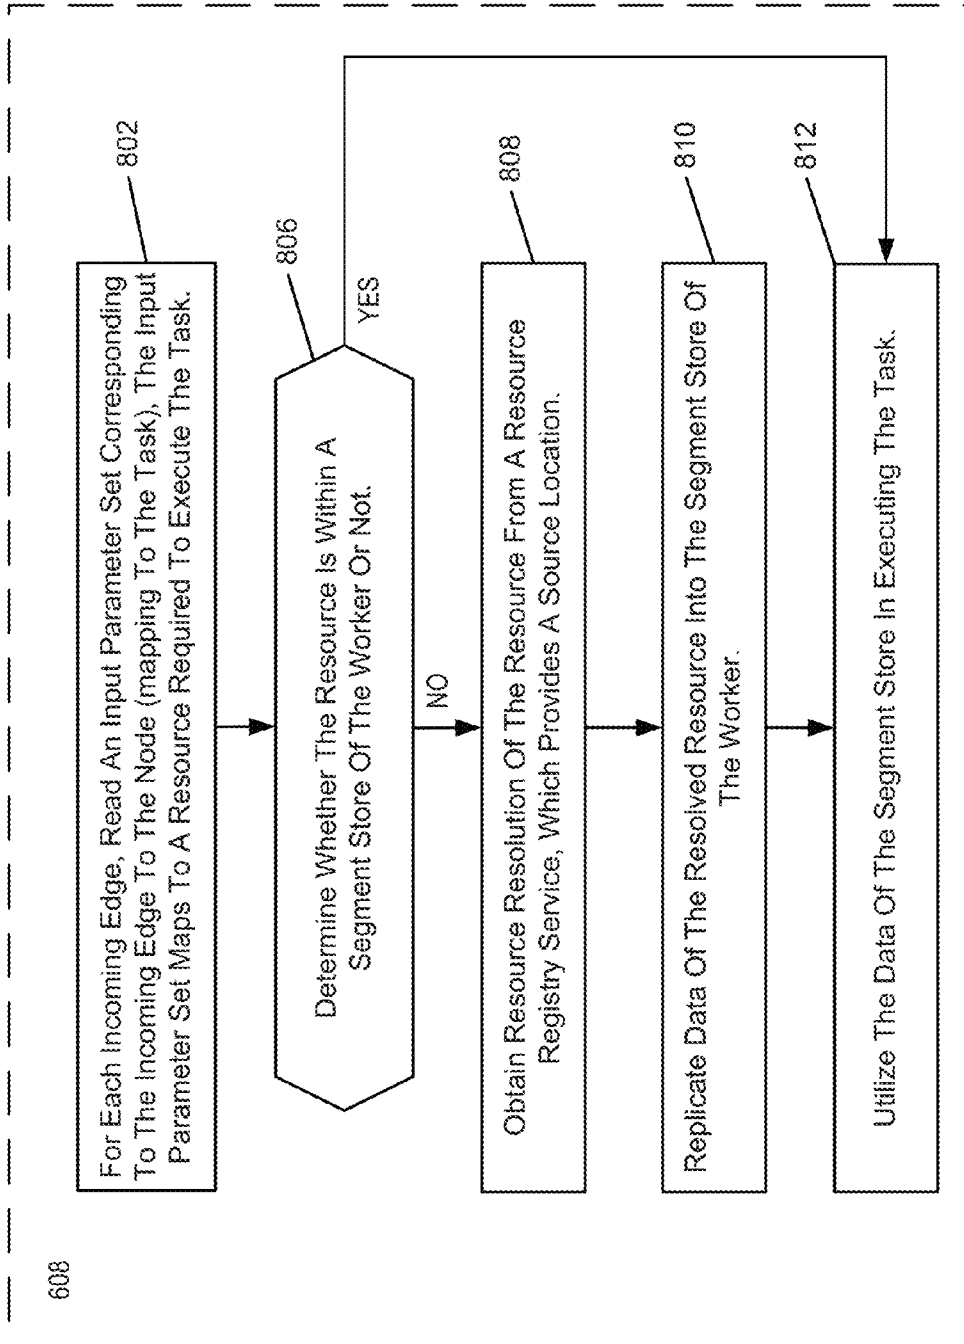 608
802
For Each Incoming Edge, Read An Input Parameter Set Corresponding
To The Incoming Edge To The Node (mapping To The Task), The Input
Parameter Set Maps To A Resource Required To Execute The Task.
806
Determine Whether The Resource Is Within A
Segment Store Of The Worker Or Not.
YES
NO
808
Obtain Resource Resolution Of The Resource From A Resource
Registry Service, Which Provides A Source Location.
810
Replicate Data Of The Resolved Resource Into The Segment Store Of
The Worker.
812
Utilize The Data Of The Segment Store In Executing The Task.